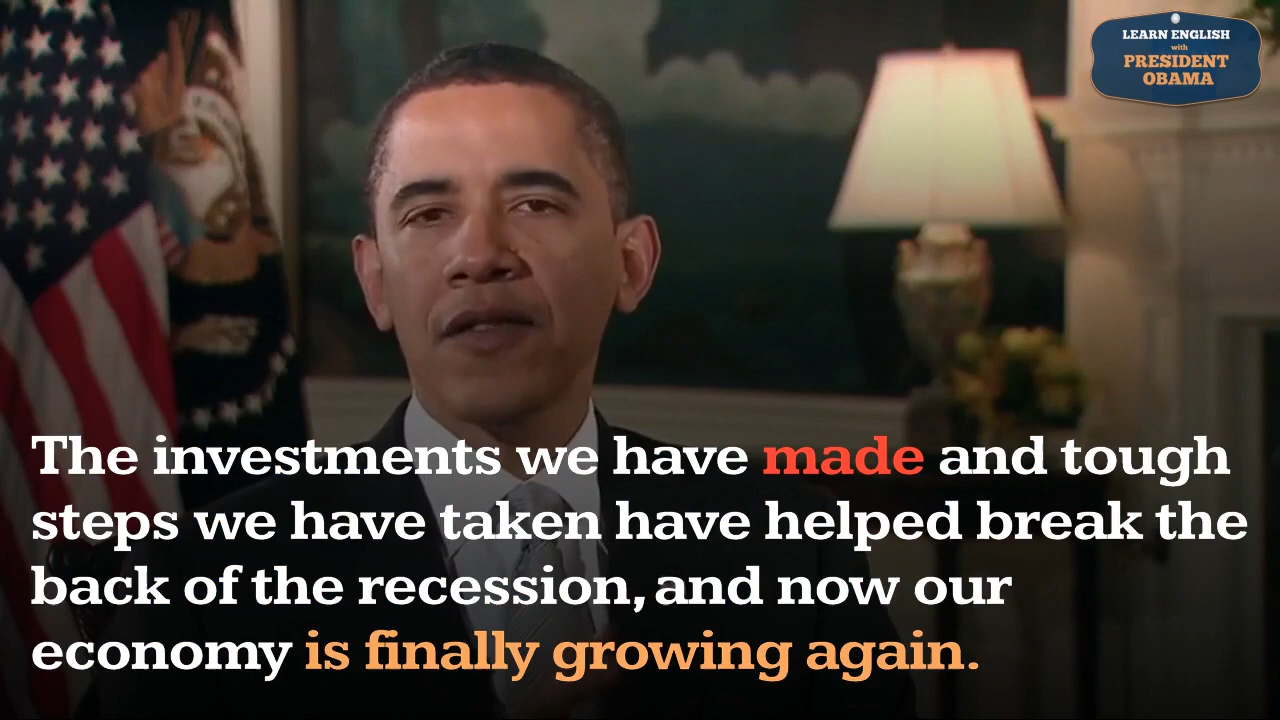 LEARN ENGLISH
with
PRESIDENT
OBAMA
The investments we have made and tough
steps we have taken have helped break the
back of the recession, and now our
economy is finally growing again.